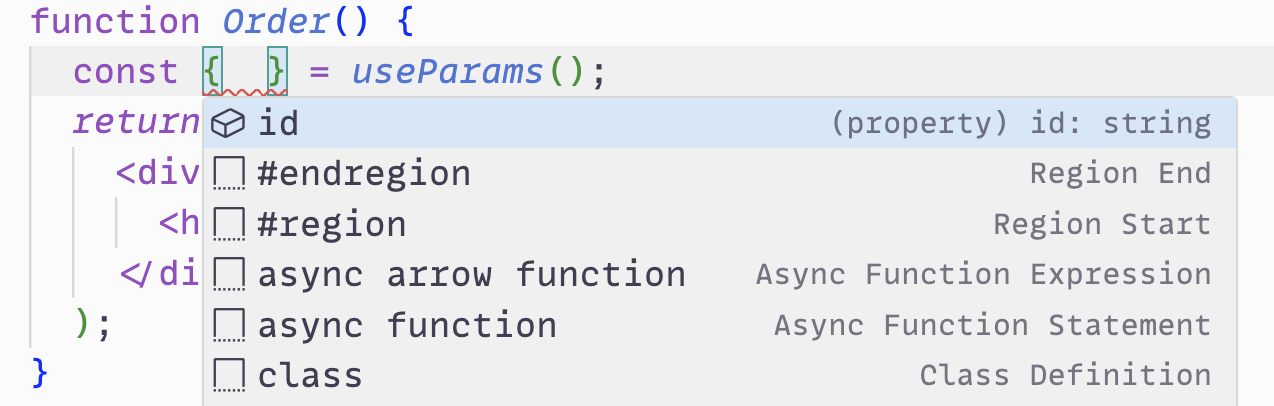 function Order() {
const {  } = useParams();
return
<div
<h
</di
);
}
id (property) id: string
#endregion Region End
#region Region Start
async arrow function Async Function Expression
async function Async Function Statement
class Class Definition